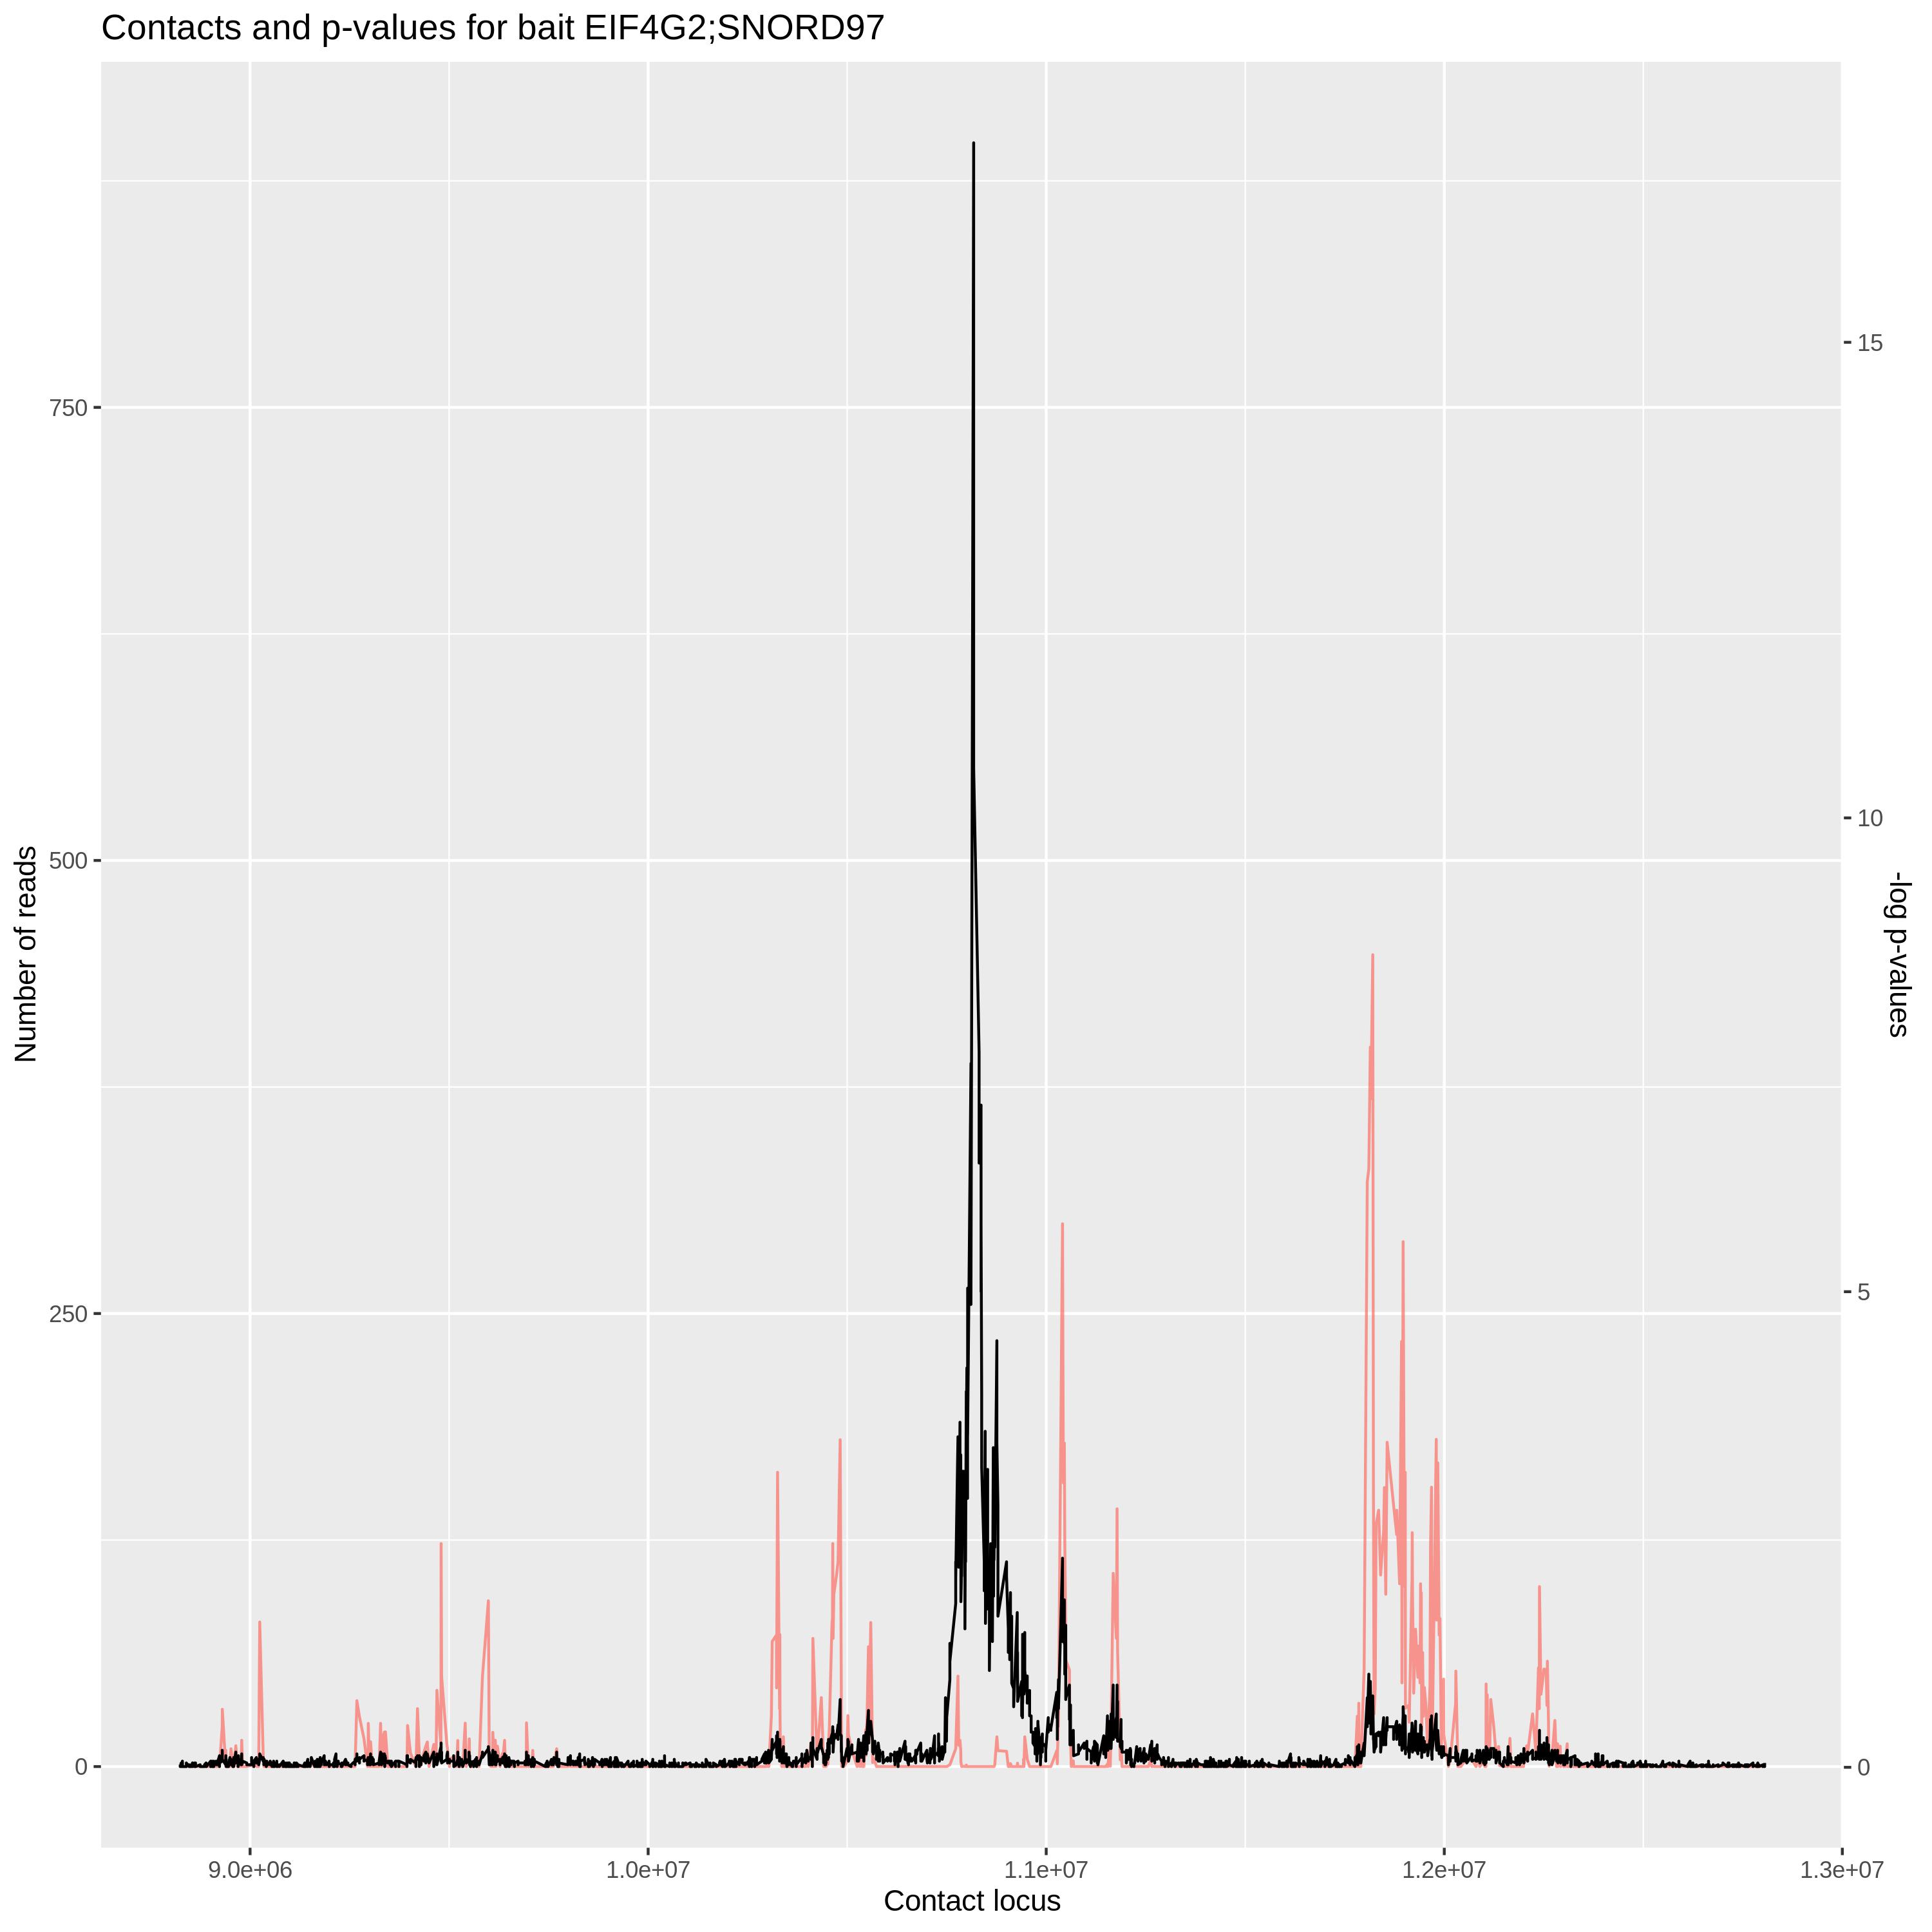 Contacts and p-values for bait EIF4G2;SNORD97
750
500
250
0
Number of reads
15
10
5
0
-log p-values
9.0e+06
1.0e+07
1.1e+07
1.2e+07
1.3e+07
Contact locus